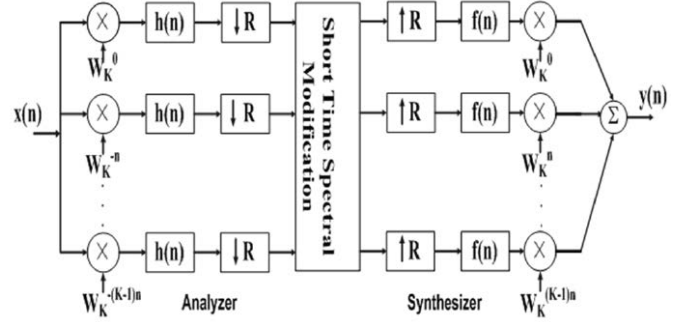 × h(n) ↓R ↑R f(n) ×
W_K^0 W_K^0
x(n) y(n)
× h(n) ↓R ↑R f(n) × Σ
W_K^-n W_K^n
Short Time Spectral
Modification
× h(n) ↓R ↑R f(n) ×
W_K^-(K-1)n Analyzer Synthesizer W_K^(K-1)n